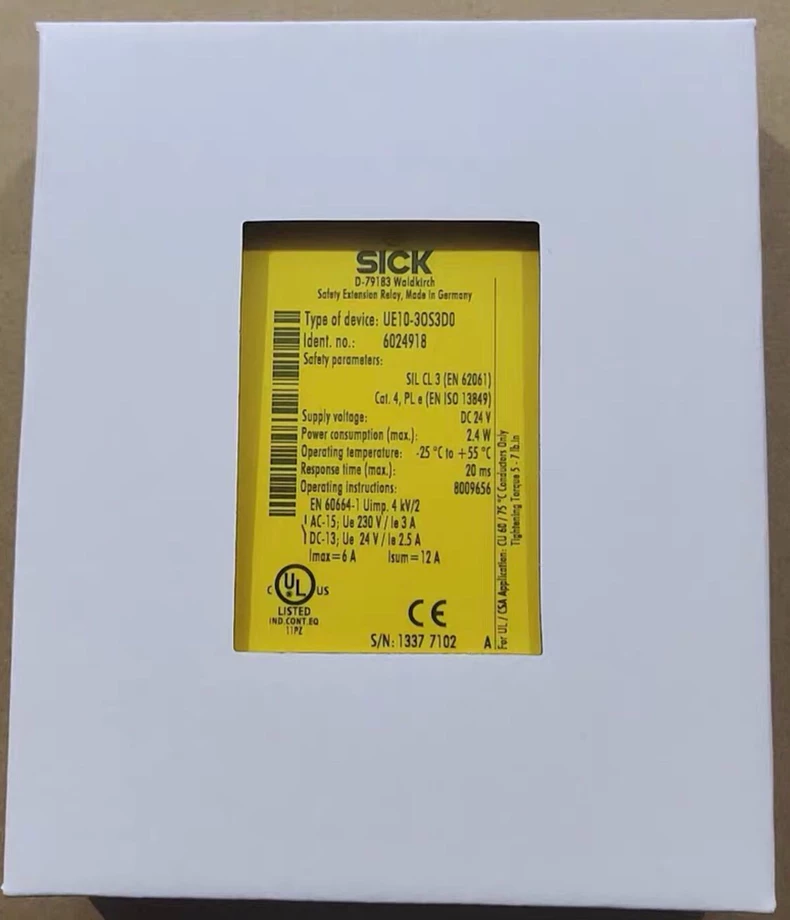 SICK
D-79183 Waldkirch
Safety Extension Relay, Made in Germany
Type of device: UE10-3OS3D0
Ident. no.: 6024918
Safety parameters:
SIL CL 3 (EN 62061)
Cat. 4, PL e (EN ISO 13849)
Supply voltage: DC 24 V
Power consumption (max.): 2.4 W
Operating temperature: -25 °C to +55 °C
Response time (max.): 20 ms
Operating instructions: 8009656
EN 60664-1 Uimp. 4 kV/2
AC-15; Ue 230 V / Ie 3 A
DC-13; Ue 24 V / Ie 2.5 A
Imax=6 A Isum=12 A
C UL US
LISTED
IND.CONT.EQ
11PZ
CE
S/N: 1337 7102 A
For UL / CSA Application: CU 60 / 75 °C Conductors Only
Tightening Torque 5 - 7 lb.In